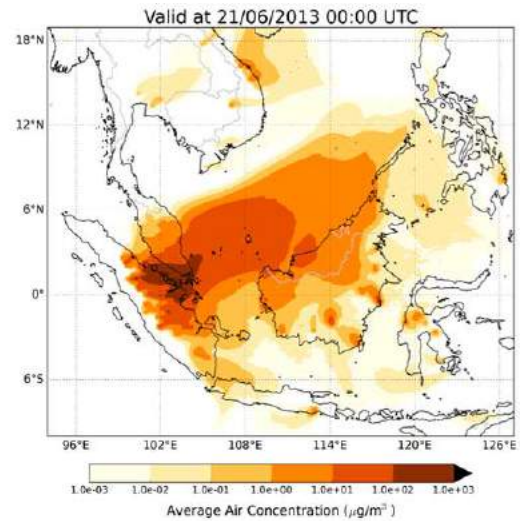 Valid at 21/06/2013 00:00 UTC
18°N
12°N
6°N
0°
6°S
96°E 102°E 108°E 114°E 120°E 126°E
1.0e-03 1.0e-02 1.0e-01 1.0e+00 1.0e+01 1.0e+02 1.0e+03
Average Air Concentration (μg/m³)